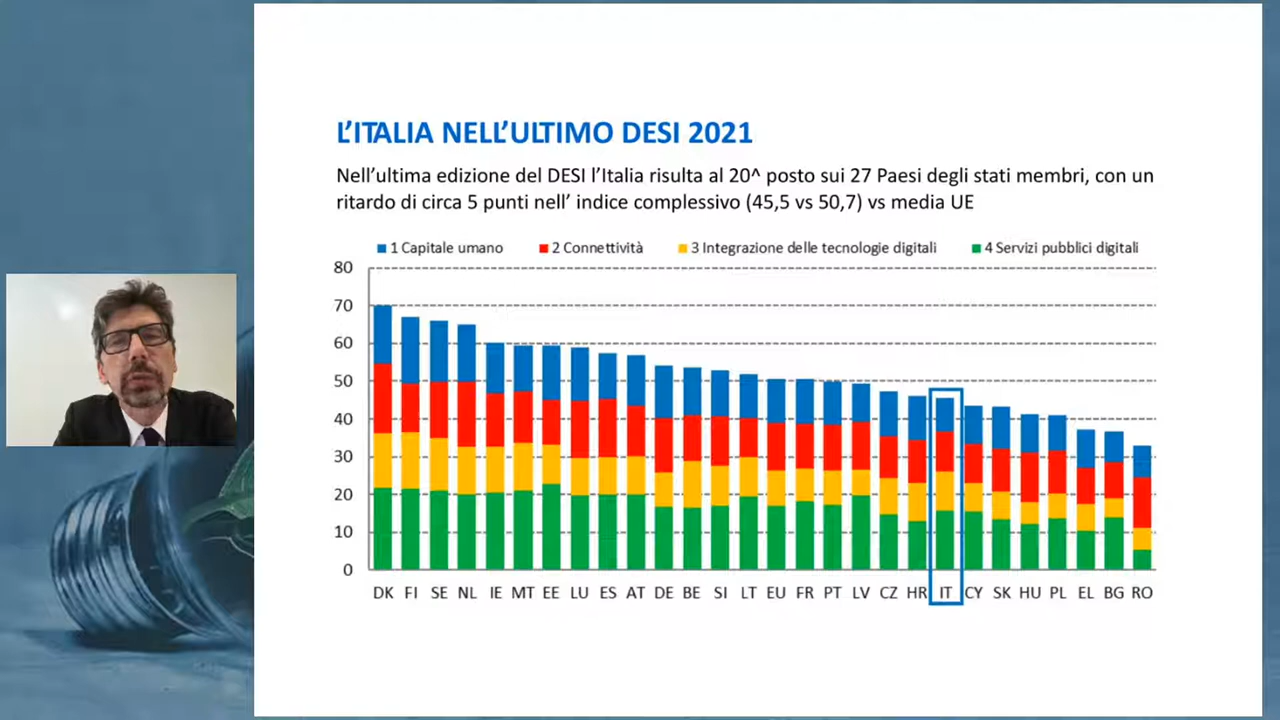 L’ITALIA NELL’ULTIMO DESI 2021
Nell’ultima edizione del DESI l’Italia risulta al 20^ posto sui 27 Paesi degli stati membri, con un
ritardo di circa 5 punti nell’ indice complessivo (45,5 vs 50,7) vs media UE
1 Capitale umano 2 Connettività 3 Integrazione delle tecnologie digitali 4 Servizi pubblici digitali
80
70
60
50
40
30
20
10
0
DK FI SE NL IE MT EE LU ES AT DE BE SI LT EU FR PT LV CZ HR IT CY SK HU PL EL BG RO